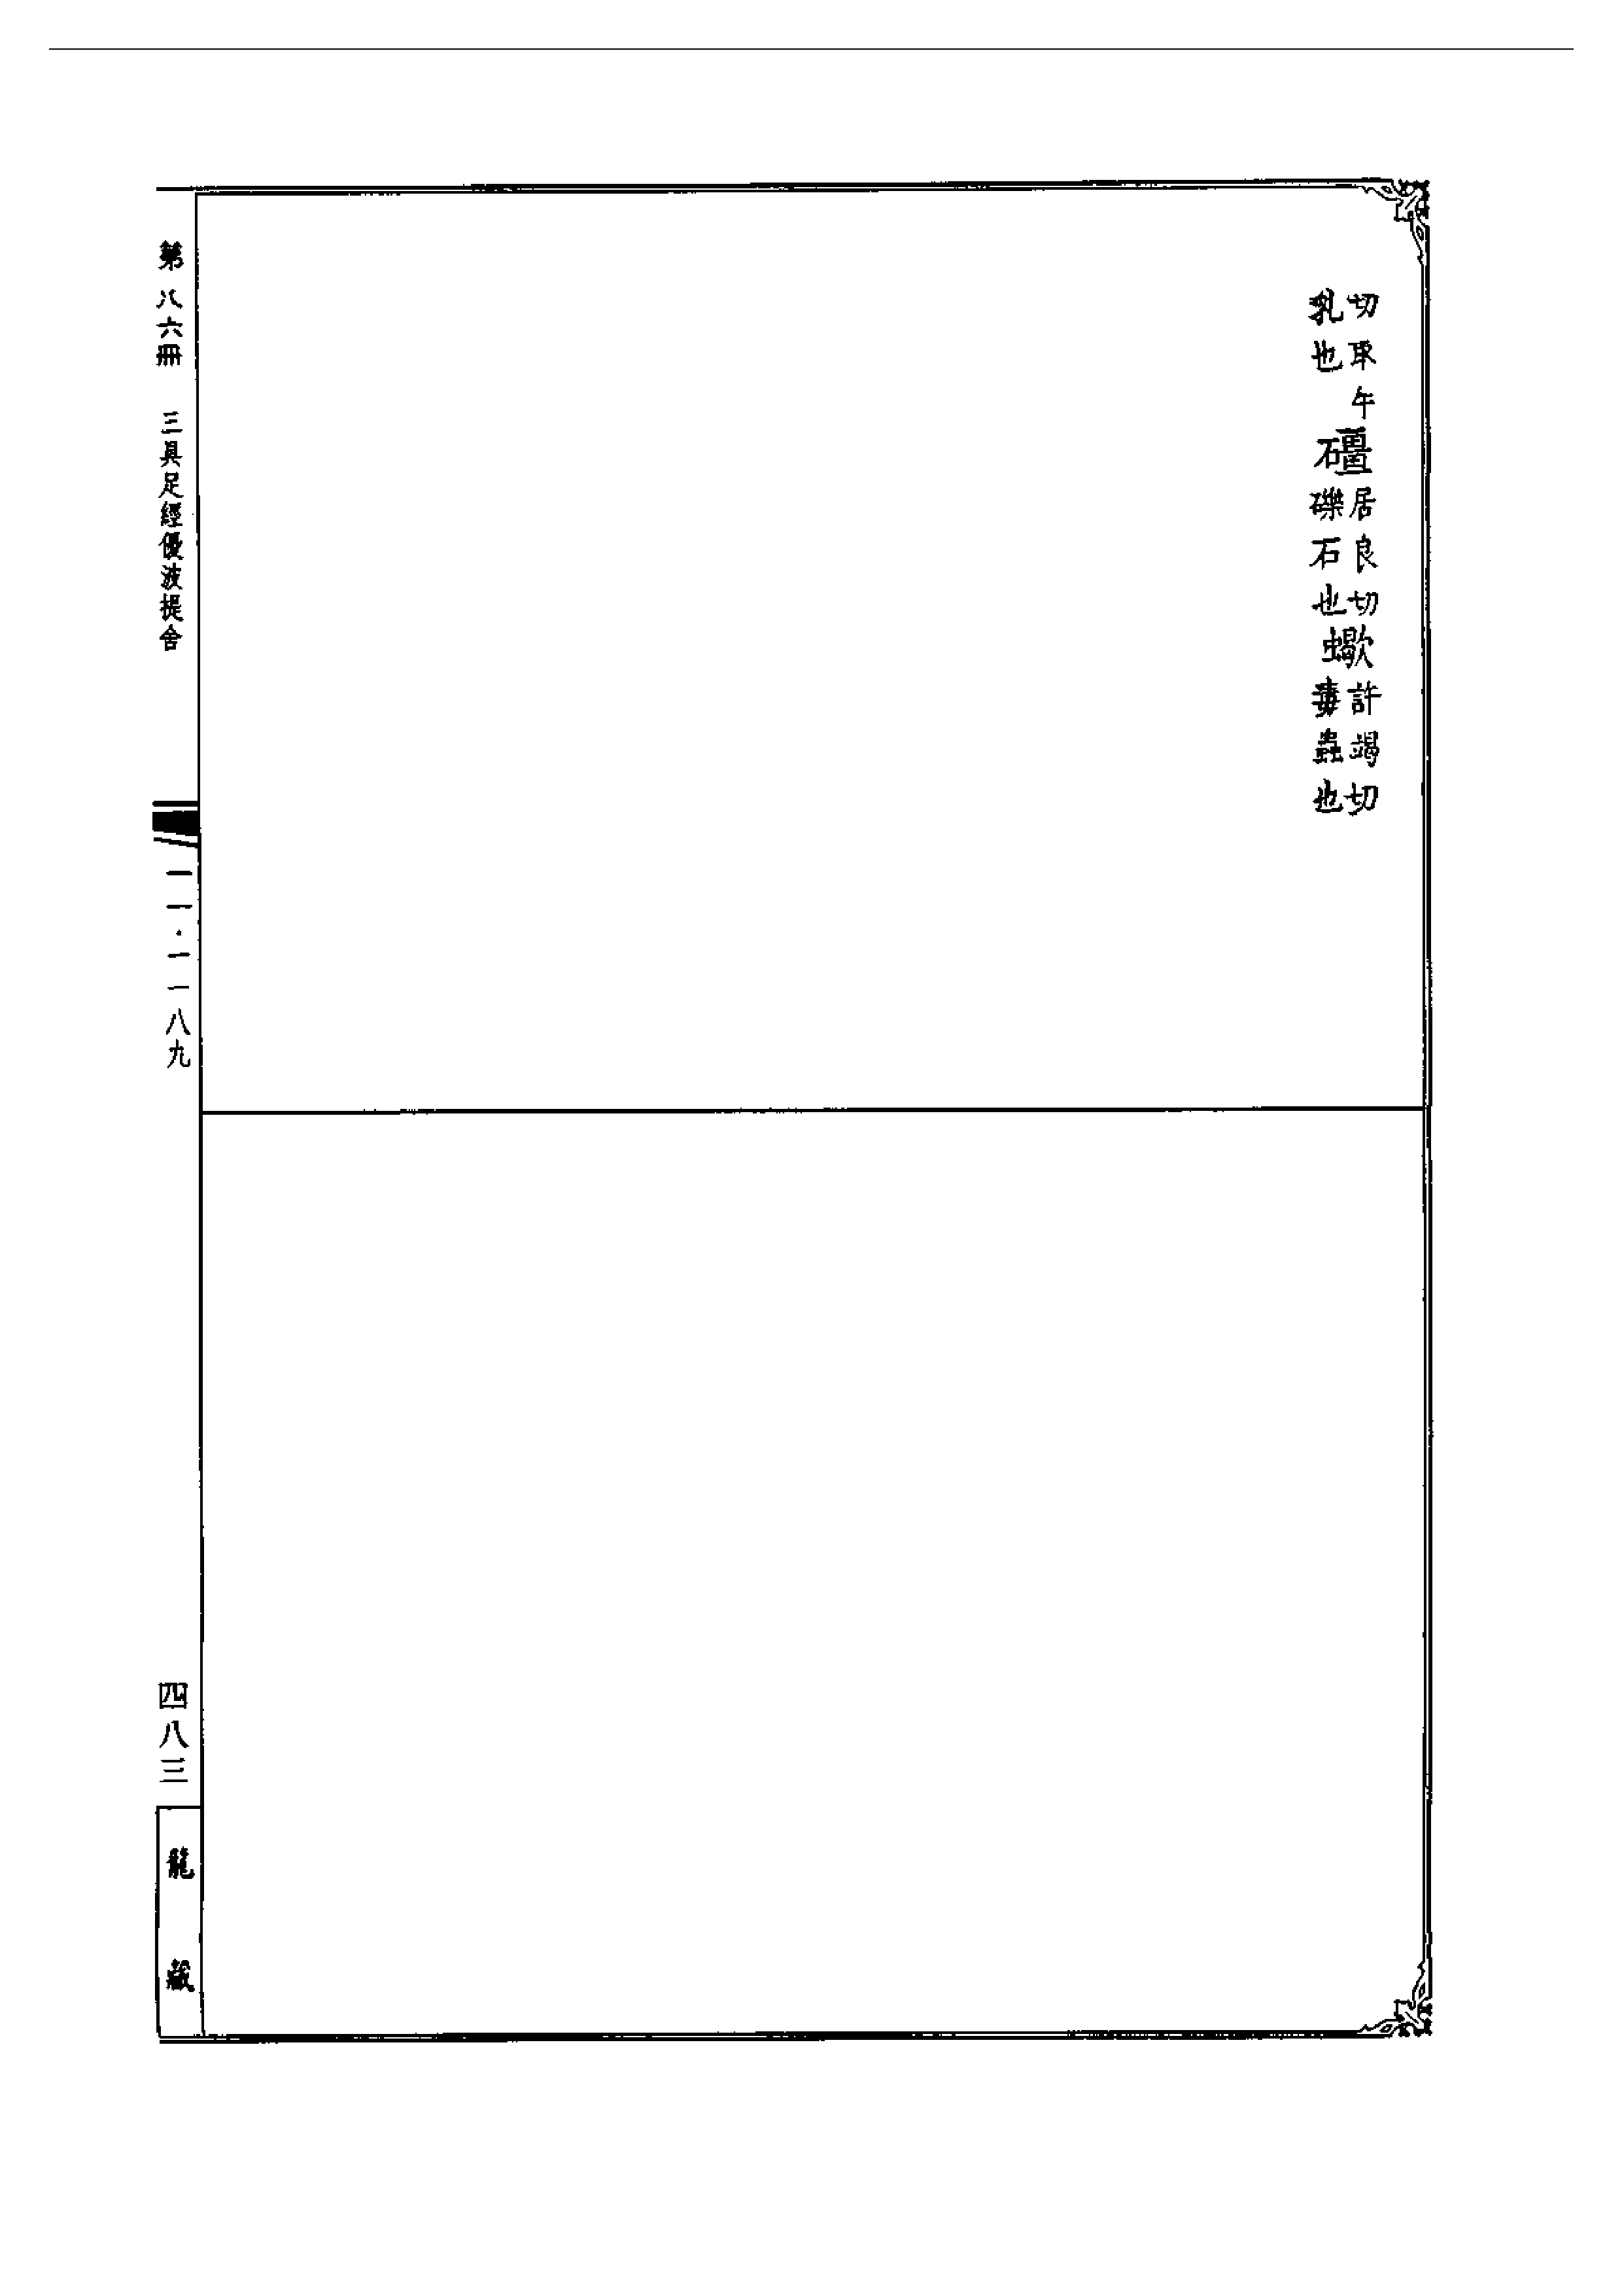 切取牛乳也礓居良切礫石也蠍許竭切毒蟲也
第八六冊 三具足經優波提舍
一一·一一八九
四八三
龍藏